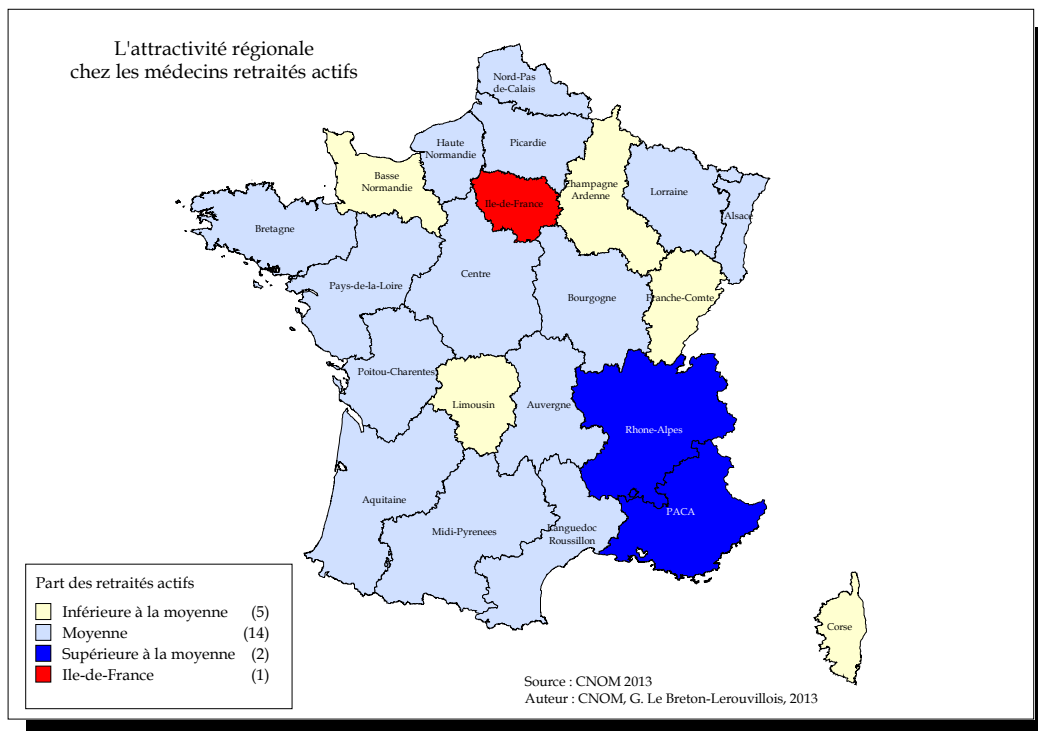 L'attractivité régionale
chez les médecins retraités actifs
Nord-Pas
de-Calais
Picardie
Haute
Normandie
Basse
Normandie
Champagne
Ardenne
Lorraine
Alsace
Ile-de-France
Bretagne
Centre
Pays-de-la-Loire
Bourgogne
Franche-Comte
Poitou-Charentes
Limousin
Auvergne
Rhone-Alpes
Aquitaine
Midi-Pyrenees
Languedoc
Roussillon
PACA
Corse
Part des retraités actifs
Inférieure à la moyenne (5)
Moyenne (14)
Supérieure à la moyenne (2)
Ile-de-France (1)
Source : CNOM 2013
Auteur : CNOM, G. Le Breton-Lerouvillois, 2013